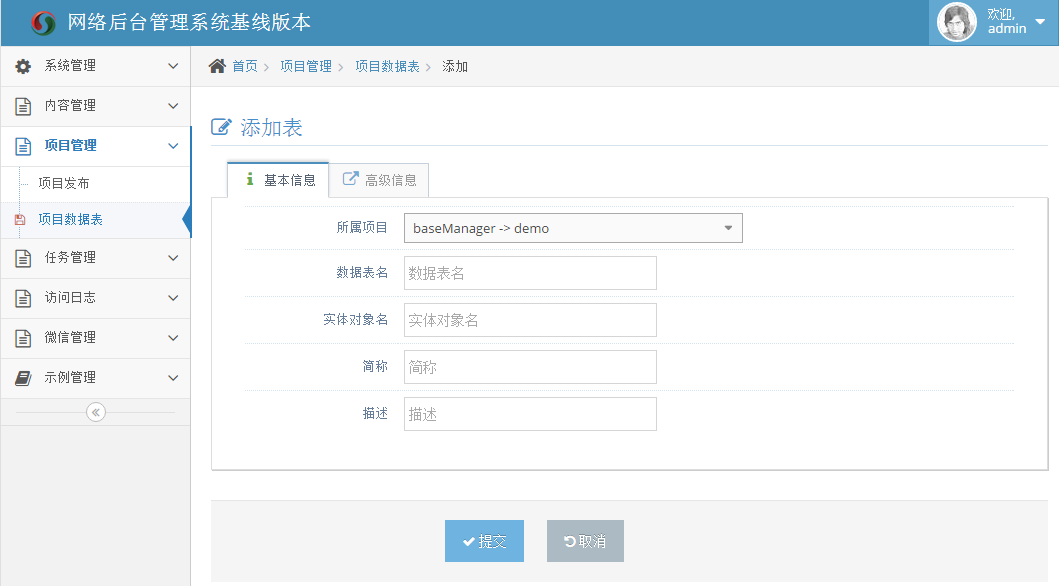 网络后台管理系统基线版本
欢迎,
admin
系统管理
内容管理
项目管理
项目发布
项目数据表
任务管理
访问日志
微信管理
示例管理
首页 项目管理 项目数据表 添加
添加表
基本信息 高级信息
所属项目 baseManager -> demo
数据表名 数据表名
实体对象名 实体对象名
简称 简称
描述 描述
提交 取消